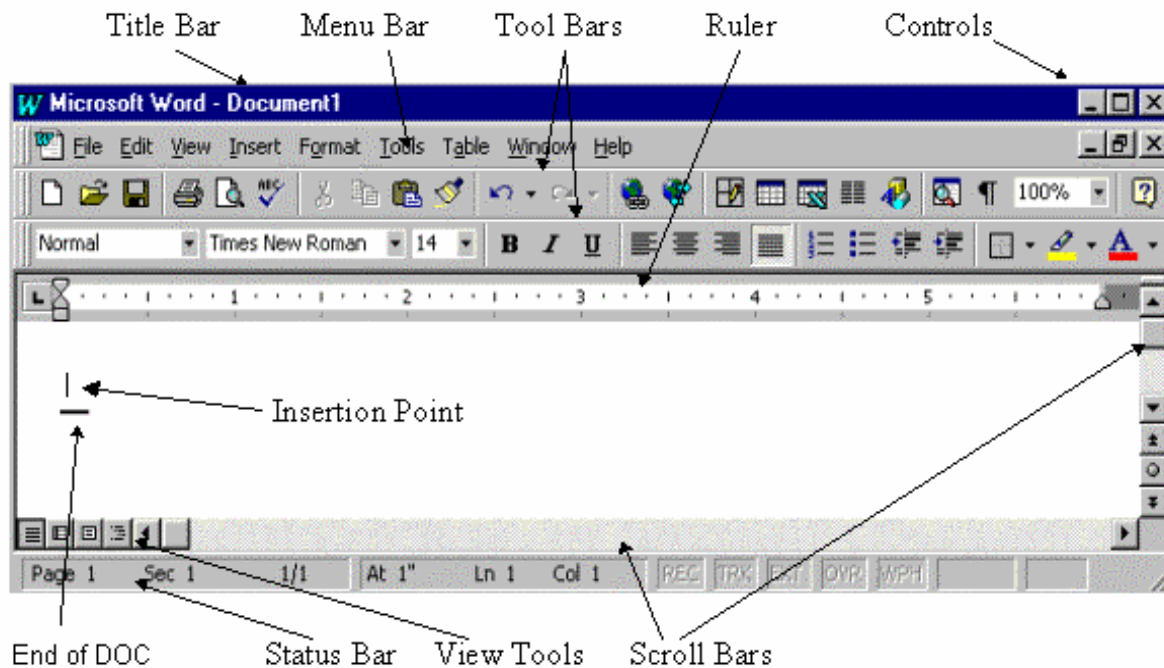 Title Bar Menu Bar Tool Bars Ruler Controls
Microsoft Word - Document1
File Edit View Insert Format Tools Table Window Help
ABC 100%
Normal Times New Roman 14 B I U A
L 1 2 3 4 5
Insertion Point
Page 1 Sec 1 1/1 At 1" Ln 1 Col 1 REC TRK EXT OVR WPH
End of DOC Status Bar View Tools Scroll Bars